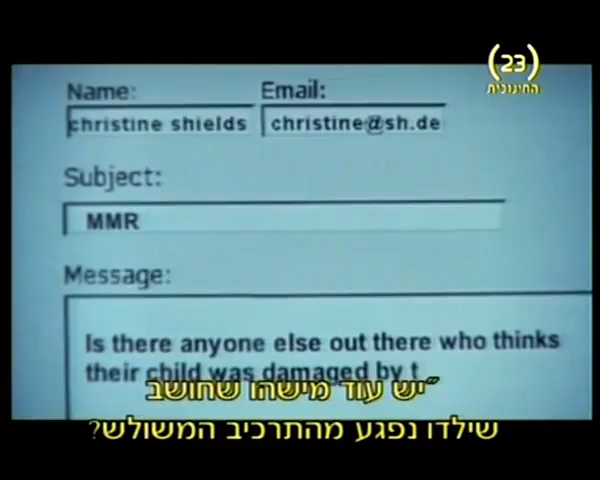 (23)
החינוכית
Name: Email:
christine shields christine@sh.de
Subject:
MMR
Message:
Is there anyone else out there who thinks
their child was damaged by t
"יש עוד מישהו שחושב
שילדו נפגע מהתרכיב המשולש?